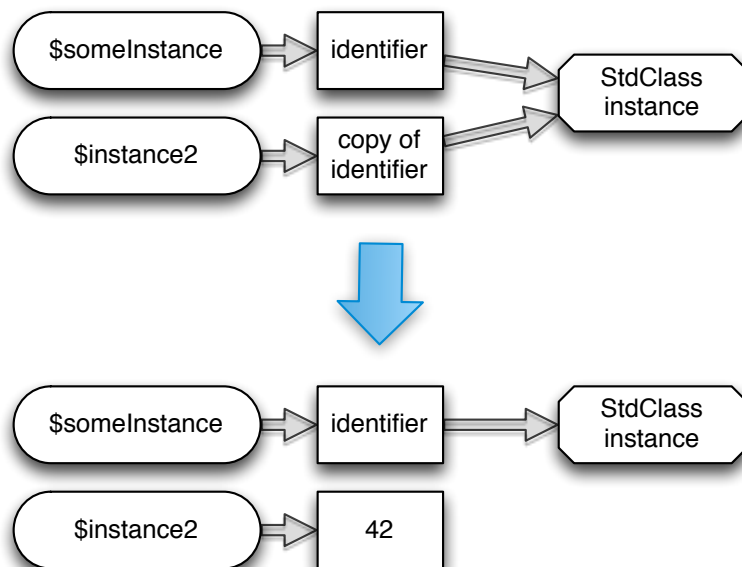 $someInstance
identifier
StdClass
instance
$instance2
copy of
identifier
$someInstance
identifier
StdClass
instance
$instance2
42